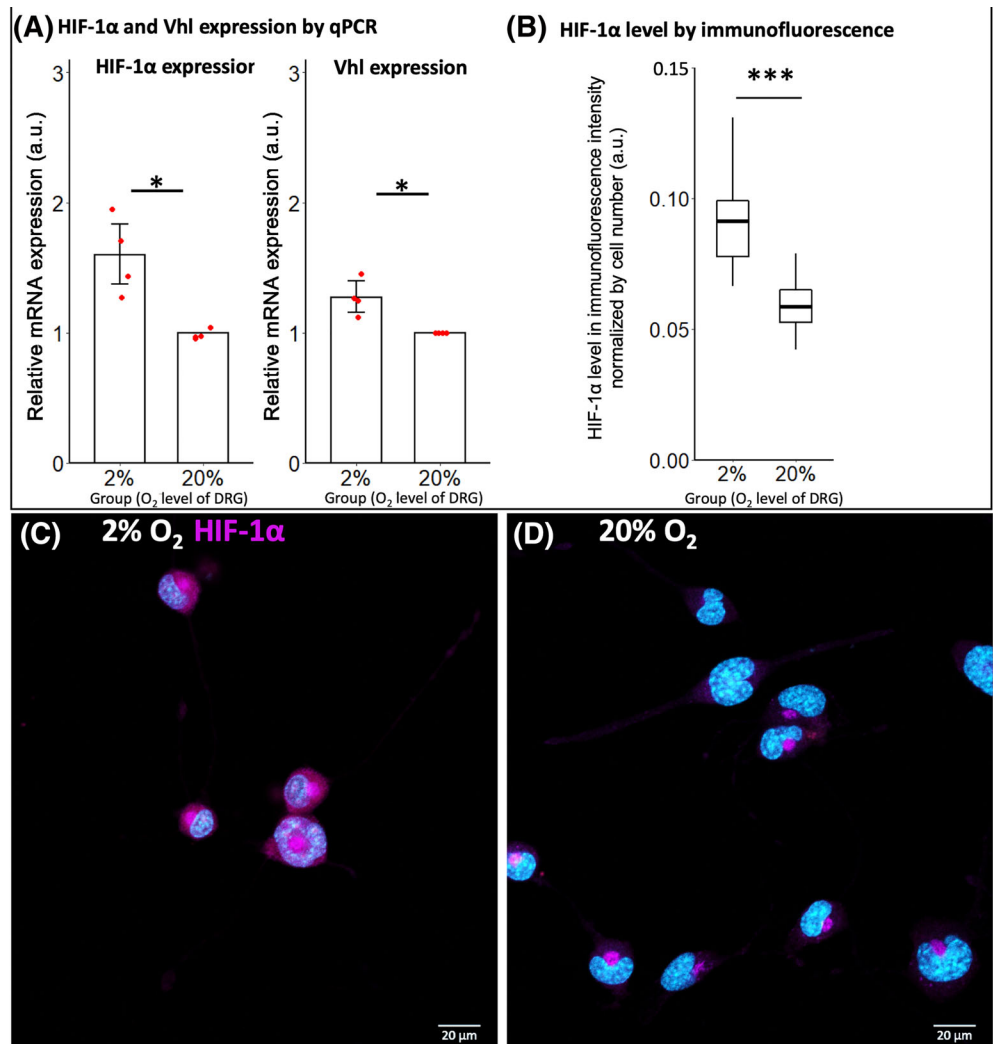 (A) HIF-1α and Vhl expression by qPCR
HIF-1α expressior
Relative mRNA expression (a.u.)
3
2
1
0
*
2% 20%
Group (O₂ level of DRG)
Vhl expression
Relative mRNA expression (a.u.)
3
2
1
0
*
2% 20%
Group (O₂ level of DRG)
(B) HIF-1α level by immunofluorescence
HIF-1α level in immunofluorescence intensity
normalized by cell number (a.u.)
0.15
0.10
0.05
0.00
***
2% 20%
Group (O₂ level of DRG)
(C) 2% O₂ HIF-1α
20 µm
(D) 20% O₂
20 µm